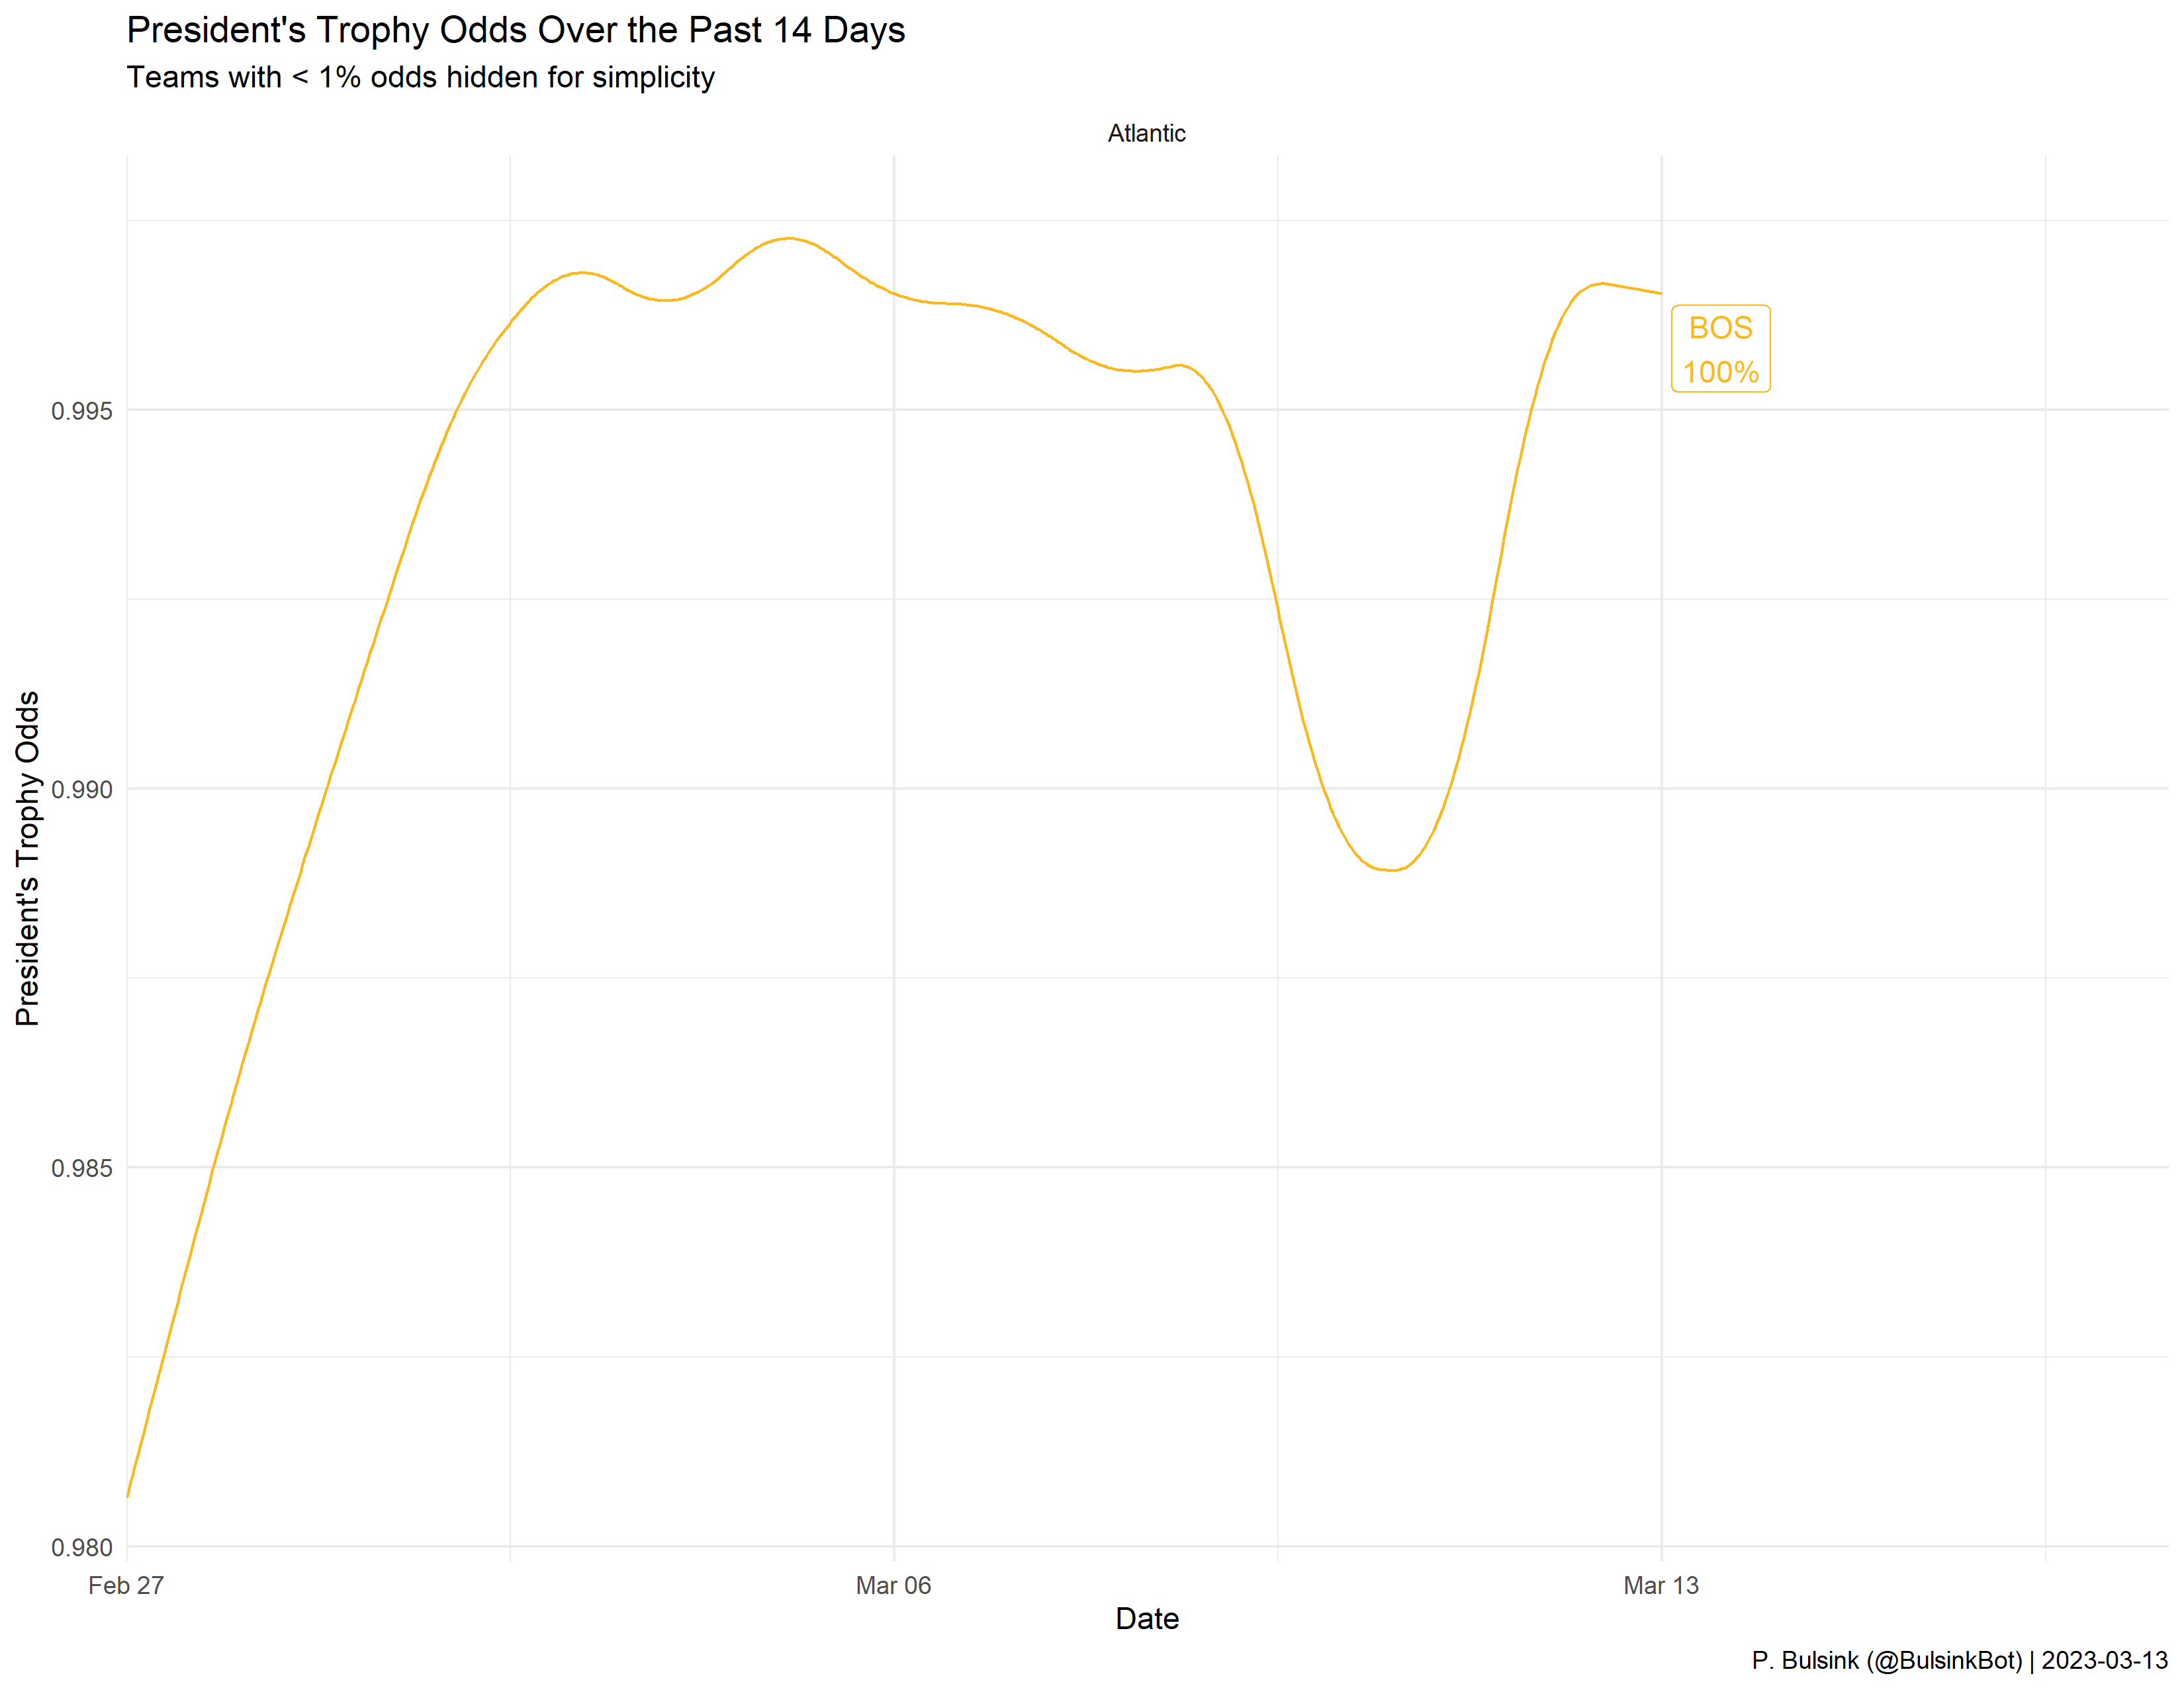 President's Trophy Odds Over the Past 14 Days
Teams with < 1% odds hidden for simplicity
Atlantic
President's Trophy Odds
0.995
0.990
0.985
0.980
BOS
100%
Feb 27
Mar 06
Mar 13
Date
P. Bulsink (@BulsinkBot) | 2023-03-13